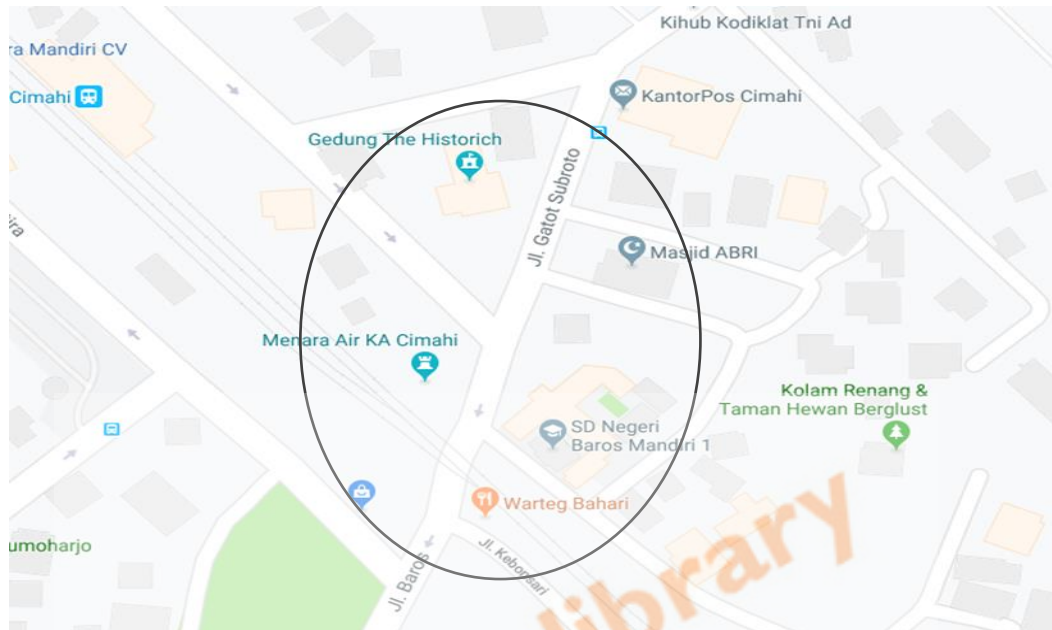 Kihub Kodiklat Tni Ad
ra Mandiri CV
Cimahi
KantorPos Cimahi
Gedung The Historich
Jl. Gatot Subroto
Masjid ABRI
ira
Menara Air KA Cimahi
Kolam Renang &
Taman Hewan Berglust
SD Negeri
Baros Mandiri 1
Warteg Bahari
umoharjo
Jl. Baros
Jl. Kebonsari
library